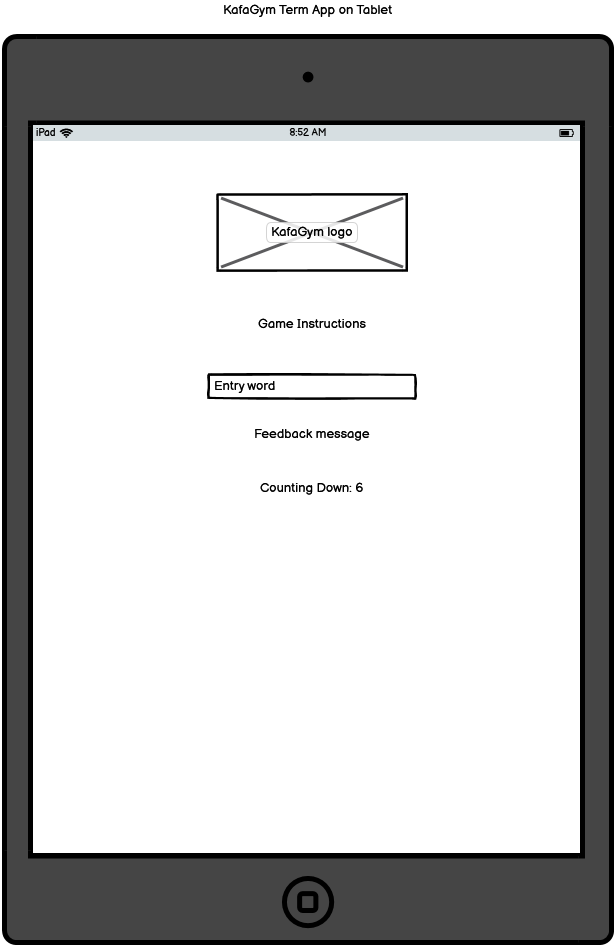 KafaGym Term App on Tablet
iPad 8:52 AM
KafaGym logo
Game Instructions
Entry word
Feedback message
Counting Down: 6